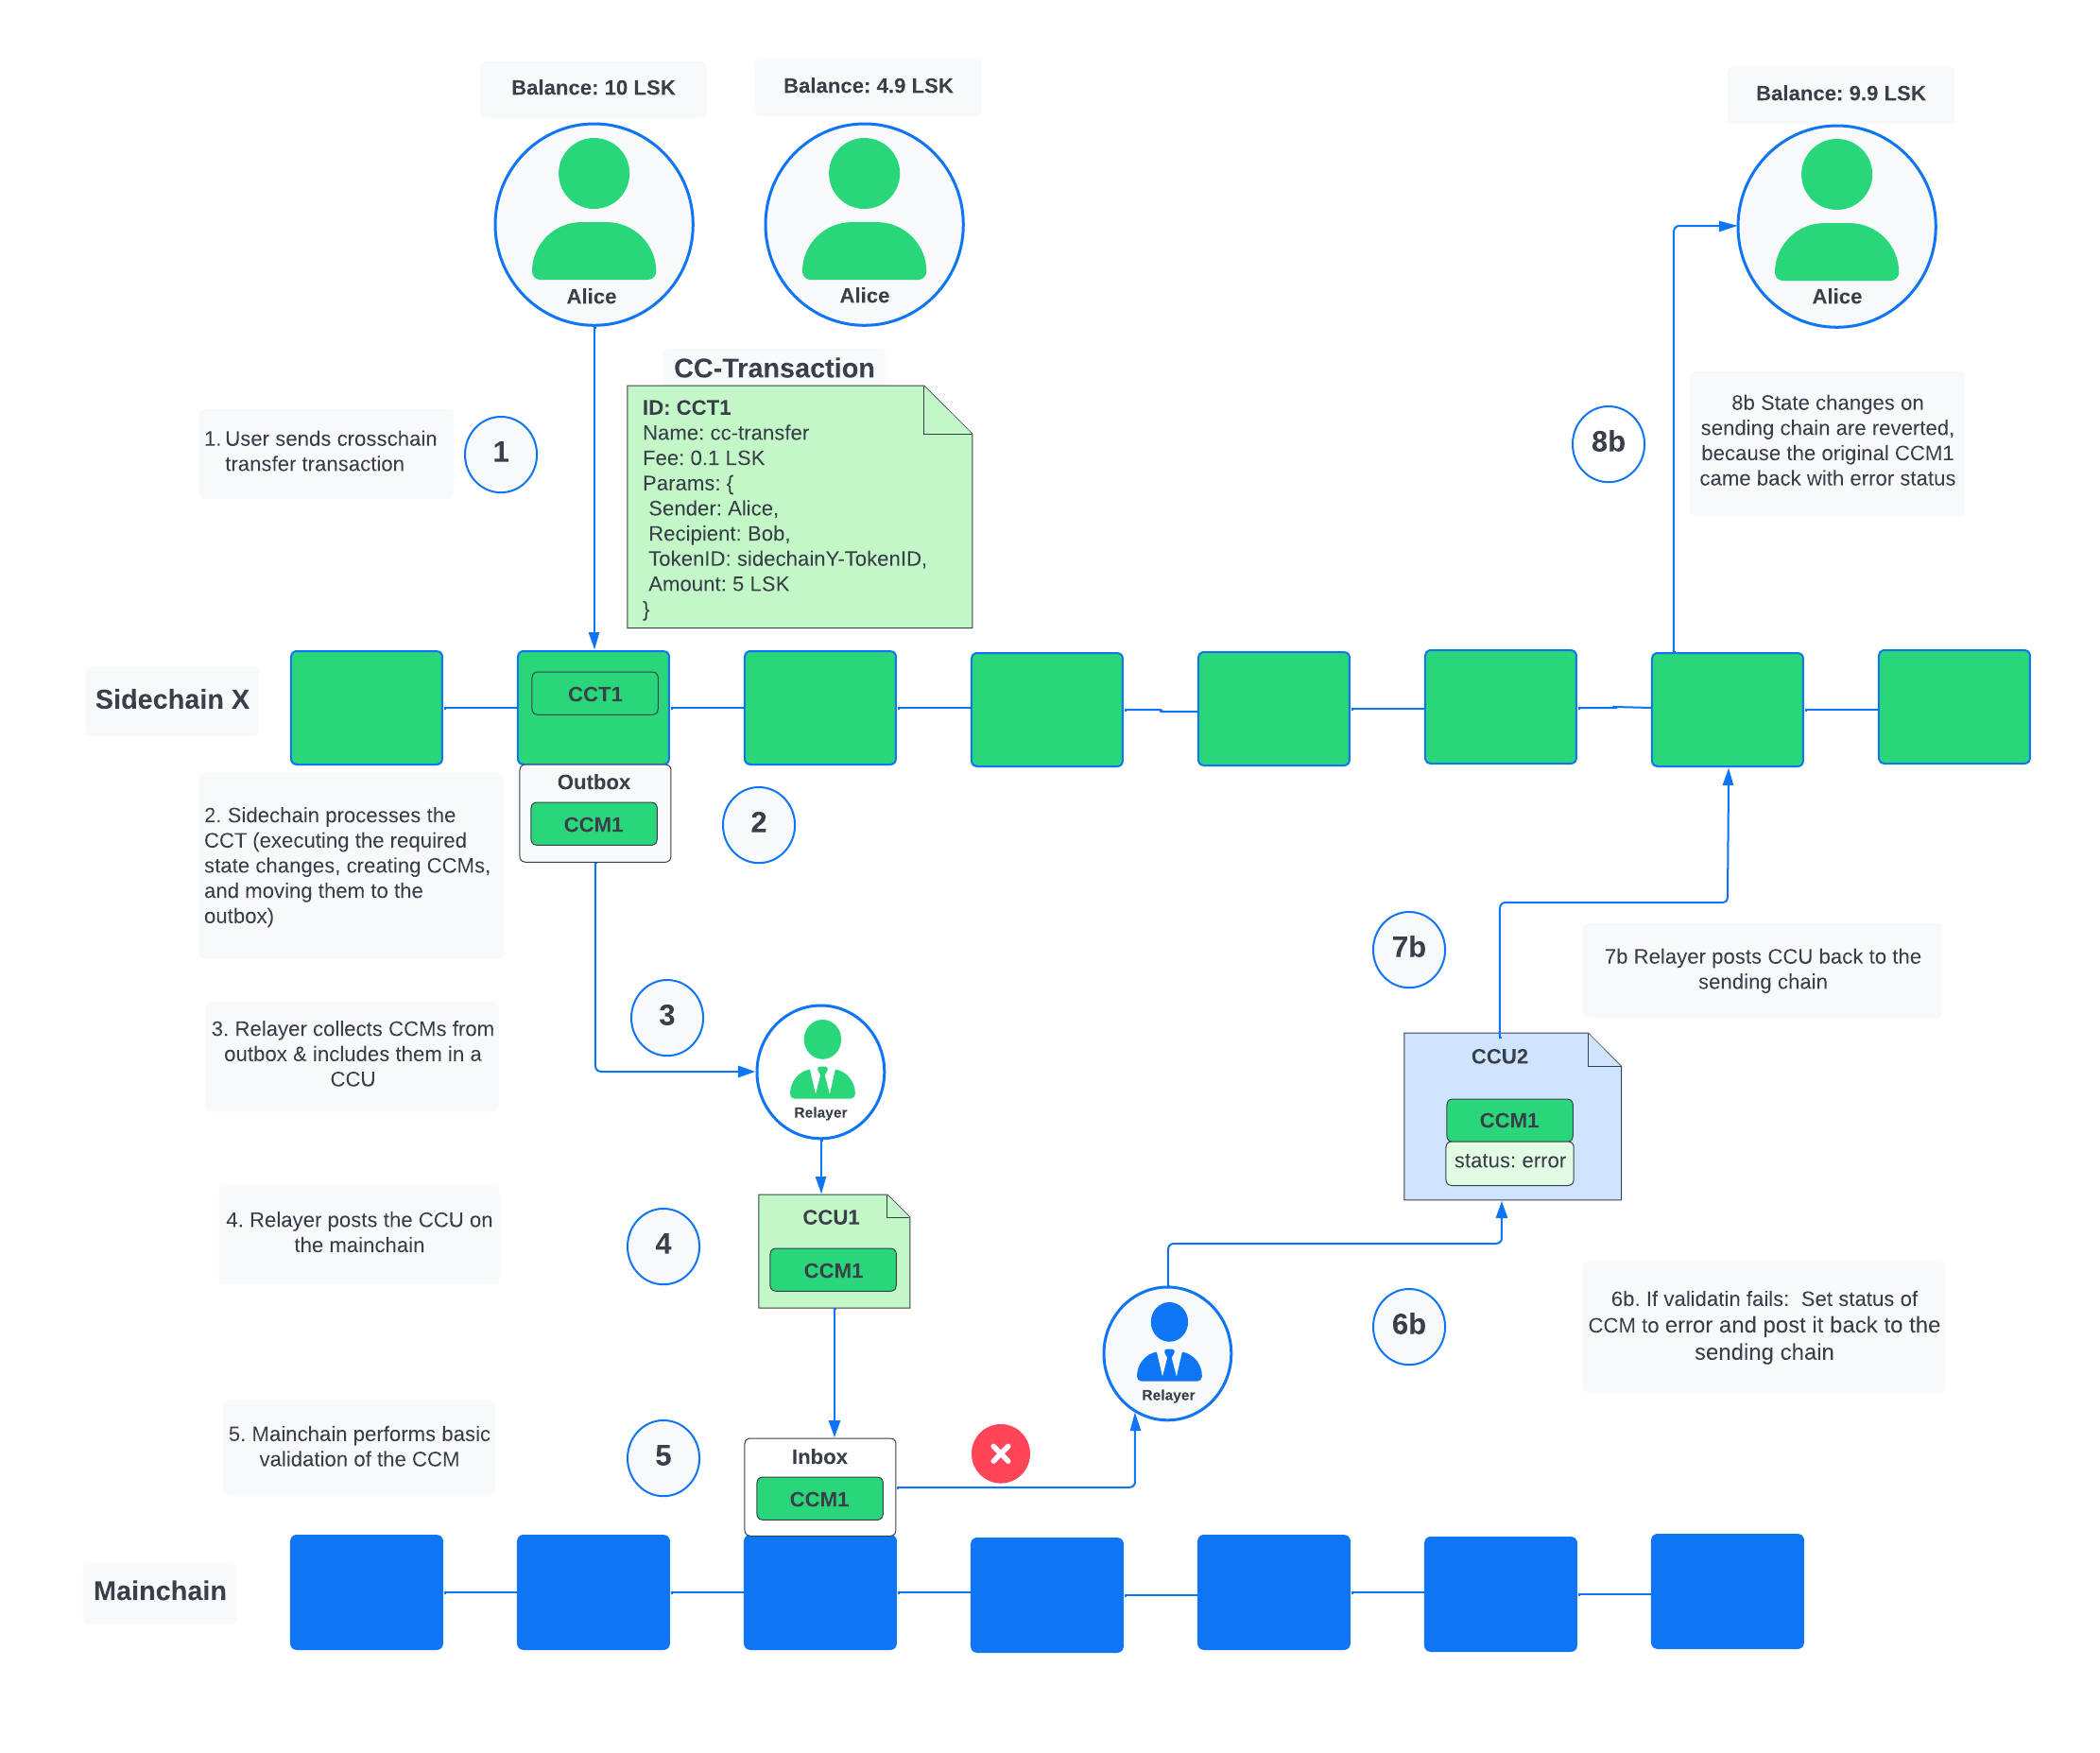 Balance: 10 LSK
Balance: 4.9 LSK
Balance: 9.9 LSK
Alice
Alice
Alice
CC-Transaction
ID: CCT1
Name: cc-transfer
Fee: 0.1 LSK
Params: {
Sender: Alice,
Recipient: Bob,
TokenID: sidechainY-TokenID,
Amount: 5 LSK
}
1. User sends crosschain
transfer transaction
1
8b
8b State changes on
sending chain are reverted,
because the original CCM1
came back with error status
Sidechain X
CCT1
Outbox
CCM1
2
2. Sidechain processes the
CCT (executing the required
state changes, creating CCMs,
and moving them to the
outbox)
7b
7b Relayer posts CCU back to the
sending chain
3
3. Relayer collects CCMs from
outbox & includes them in a
CCU
Relayer
CCU2
CCM1
status: error
4. Relayer posts the CCU on
the mainchain
4
CCU1
CCM1
6b
6b. If validatin fails:  Set status of
CCM to error and post it back to the
sending chain
Relayer
5. Mainchain performs basic
validation of the CCM
5
Inbox
CCM1
Mainchain